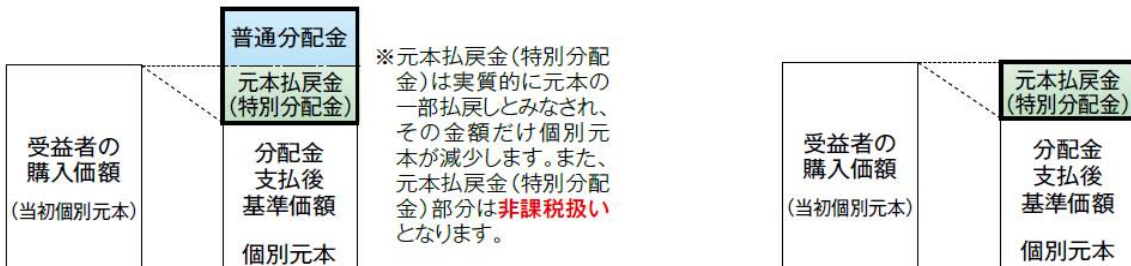 普通分配金
元本払戻金
(特別分配金)
受益者の
購入価額
(当初個別元本)
分配金
支払後
基準価額
個別元本
※元本払戻金(特別分配
金)は実質的に元本の
一部払戻しとみなされ、
その金額だけ個別元
本が減少します。また、
元本払戻金(特別分配
金)部分は非課税扱い
となります。
受益者の
購入価額
(当初個別元本)
元本払戻金
(特別分配金)
分配金
支払後
基準価額
個別元本